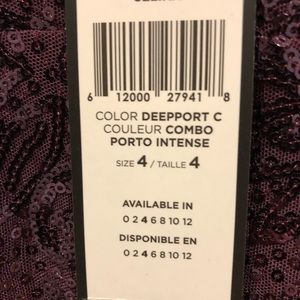 6 12000 27941 8
COLOR DEEPPORT C
COULEUR COMBO
PORTO INTENSE
SIZE 4 / TAILLE 4
AVAILABLE IN
0 2 4 6 8 10 12
DISPONIBLE EN
0 2 4 6 8 10 12